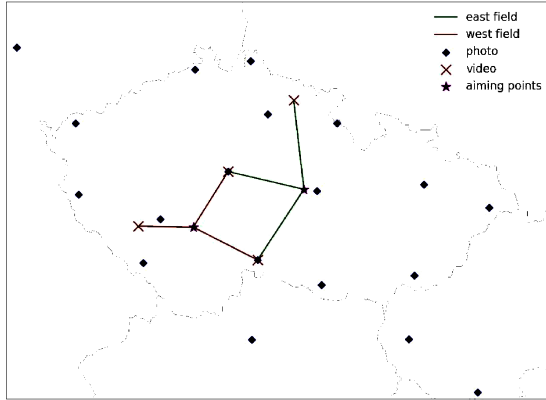 east field
west field
photo
video
aiming points